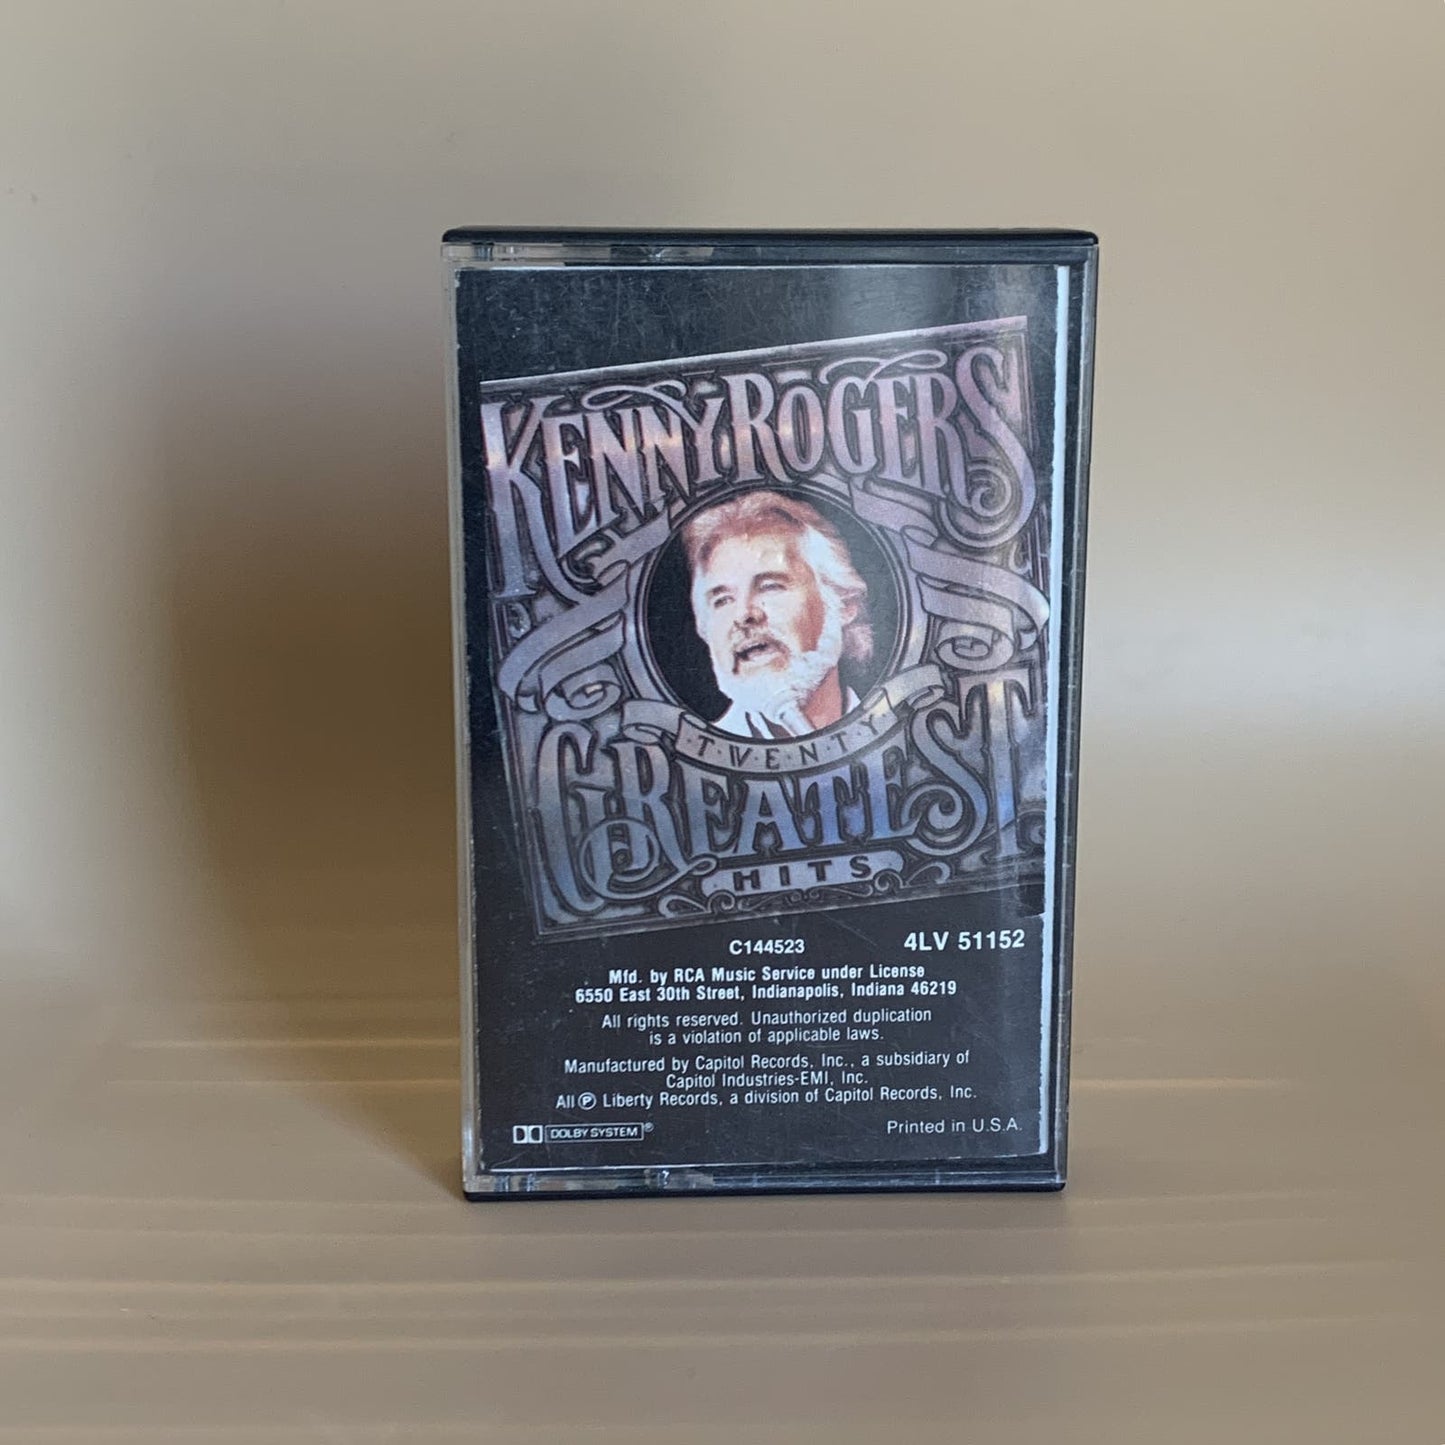 KENNY ROGERS
·T·W·E·N·T·Y·
GREATEST
HITS
C144523 4LV 51152
Mfd. by RCA Music Service under License
6550 East 30th Street, Indianapolis, Indiana 46219
All rights reserved. Unauthorized duplication
is a violation of applicable laws.
Manufactured by Capitol Records, Inc., a subsidiary of
Capitol Industries-EMI, Inc.
All ℗ Liberty Records, a division of Capitol Records, Inc.
DOLBY SYSTEM® Printed in U.S.A.